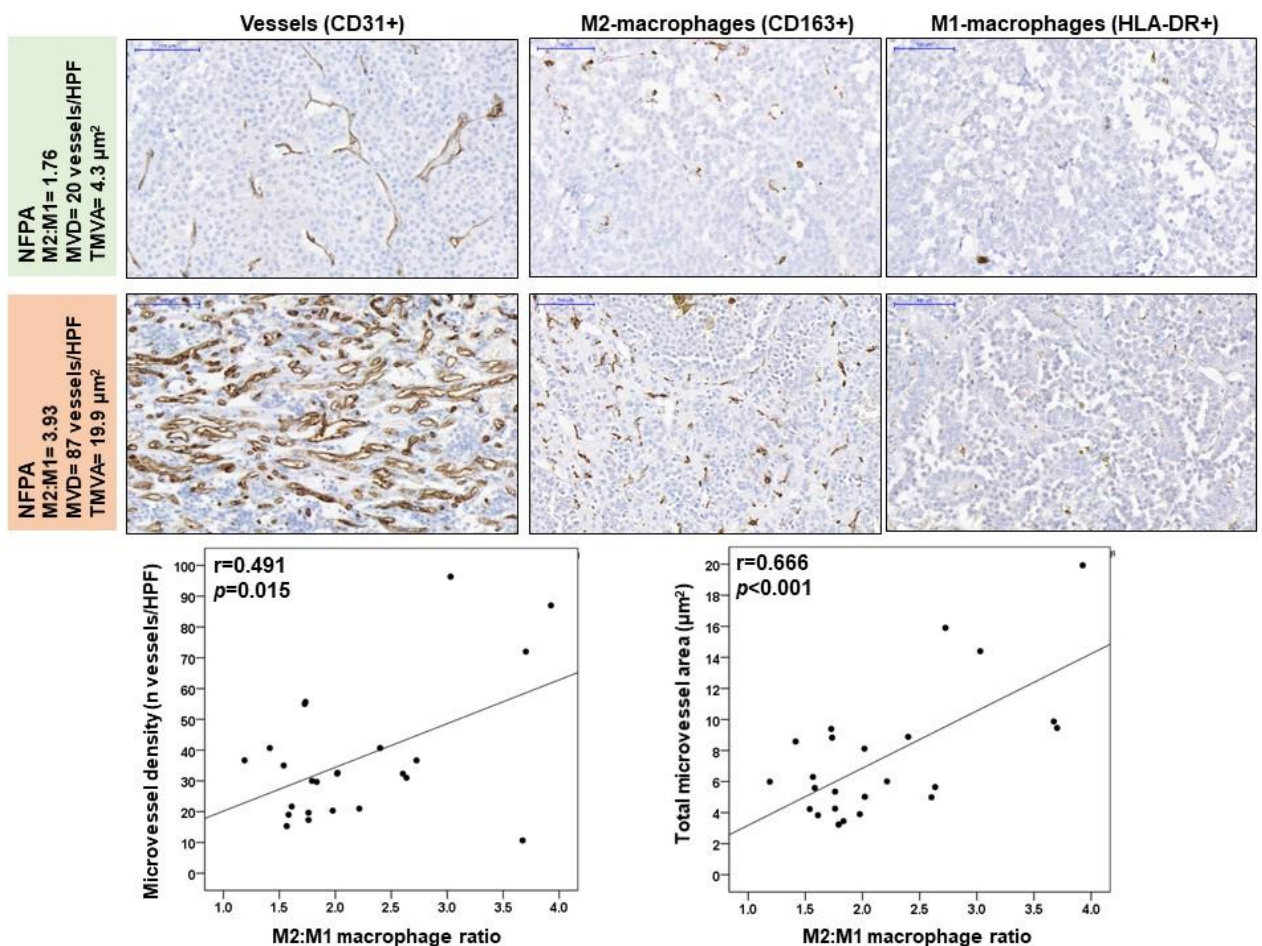 Vessels (CD31+)
M2-macrophages (CD163+)
M1-macrophages (HLA-DR+)
NFPA
M2:M1= 1.76
MVD= 20 vessels/HPF
TMVA= 4.3 µm²
NFPA
M2:M1= 3.93
MVD= 87 vessels/HPF
TMVA= 19.9 µm²
r=0.491
p=0.015
Microvessel density (n vessels/HPF)
100
90
80
70
60
50
40
30
20
10
0
1.0 1.5 2.0 2.5 3.0 3.5 4.0
M2:M1 macrophage ratio
r=0.666
p<0.001
Total microvessel area (µm²)
20
18
16
14
12
10
8
6
4
2
0
1.0 1.5 2.0 2.5 3.0 3.5 4.0
M2:M1 macrophage ratio